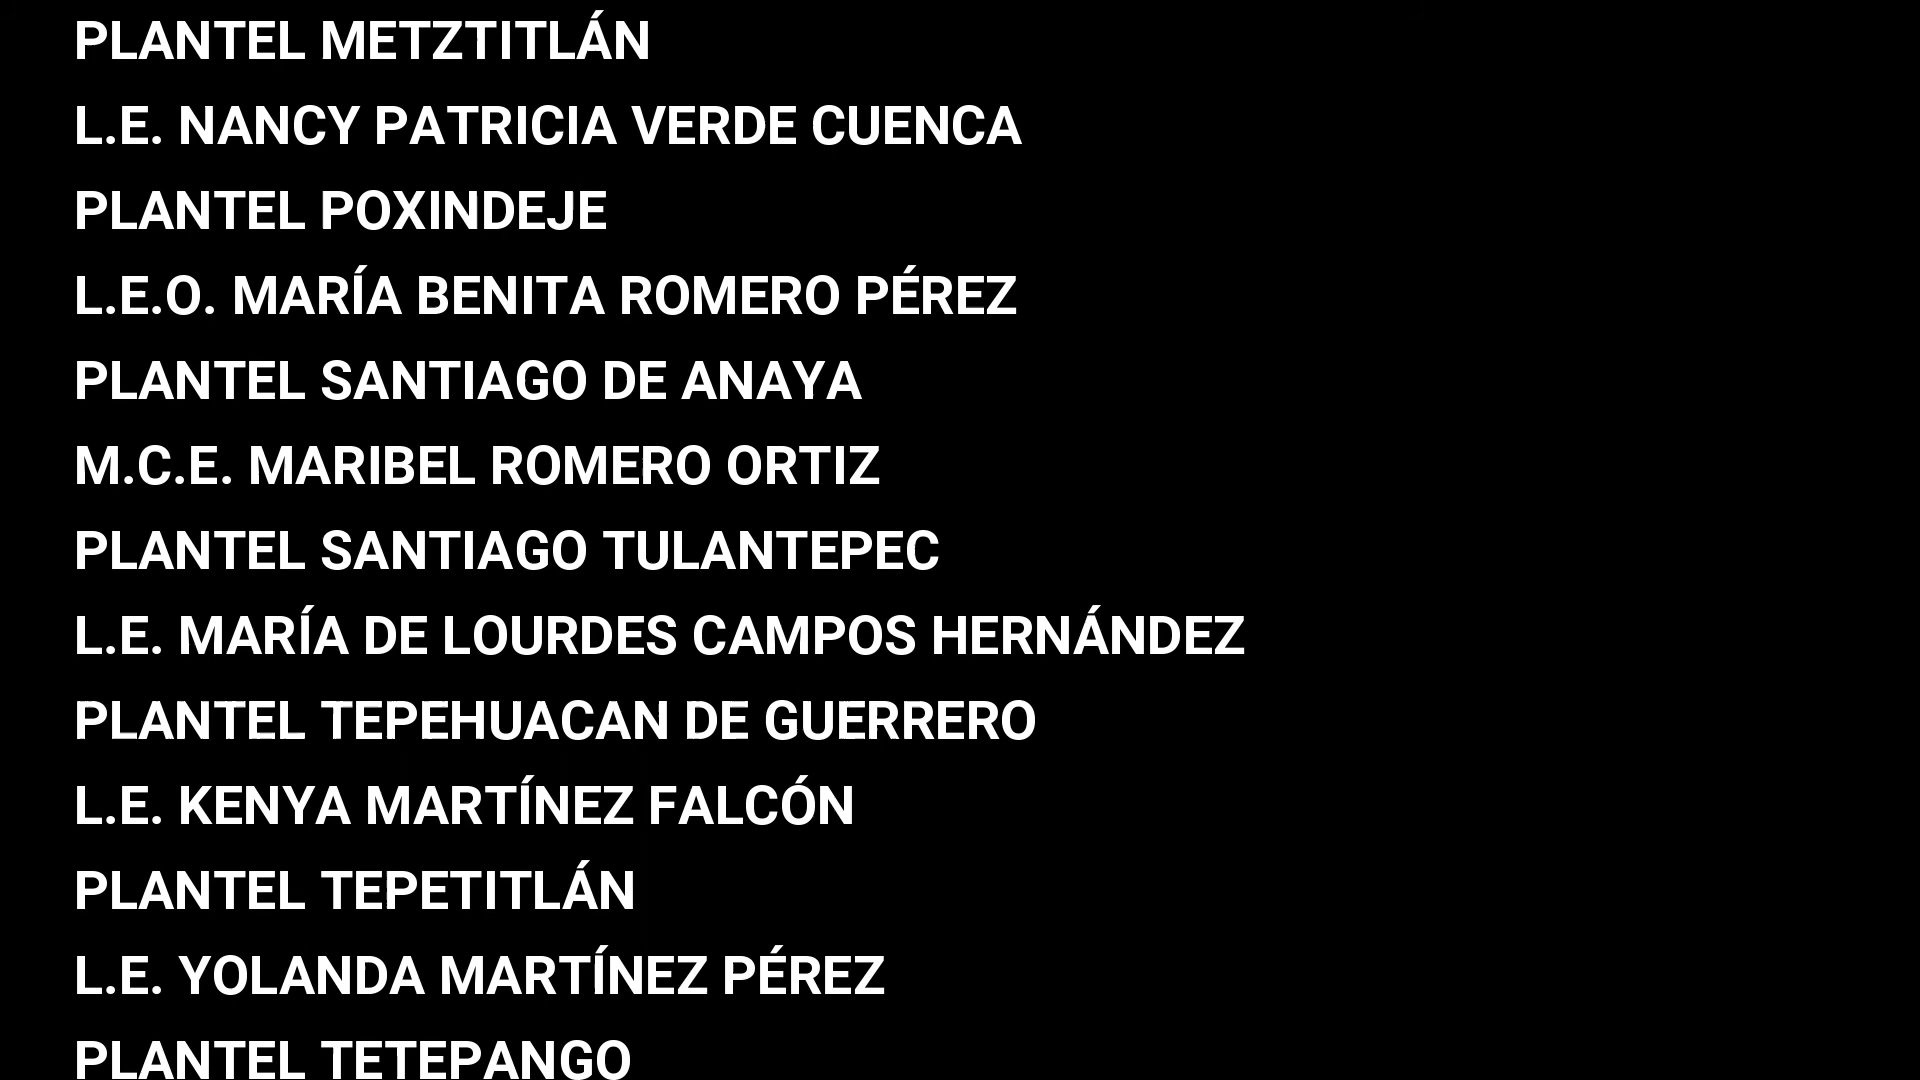 PLANTEL METZTITLÁN
L.E. NANCY PATRICIA VERDE CUENCA
PLANTEL POXINDEJE
L.E.O. MARÍA BENITA ROMERO PÉREZ
PLANTEL SANTIAGO DE ANAYA
M.C.E. MARIBEL ROMERO ORTIZ
PLANTEL SANTIAGO TULANTEPEC
L.E. MARÍA DE LOURDES CAMPOS HERNÁNDEZ
PLANTEL TEPEHUACAN DE GUERRERO
L.E. KENYA MARTÍNEZ FALCÓN
PLANTEL TEPETITLÁN
L.E. YOLANDA MARTÍNEZ PÉREZ
PLANTEL TETEPANGO